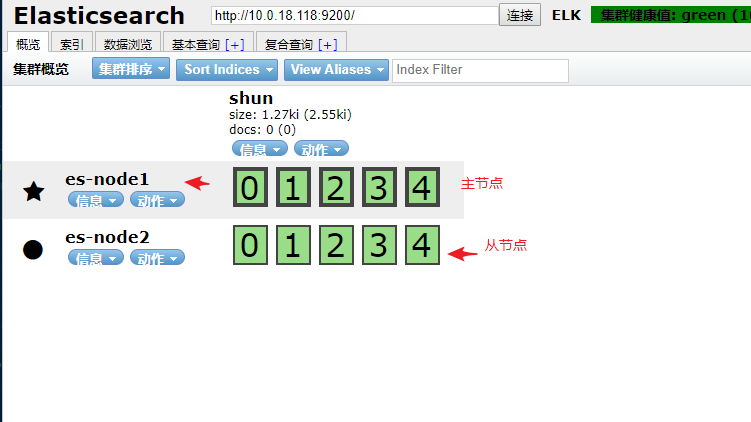 Elasticsearch http://10.0.18.118:9200/ 连接 ELK 集群健康值: green (10
概览 索引 数据浏览 基本查询 [+] 复合查询 [+]
集群概览 集群排序 Sort Indices View Aliases Index Filter
shun
size: 1.27ki (2.55ki)
docs: 0 (0)
信息 动作
es-node1
信息 动作
0 1 2 3 4
主节点
es-node2
信息 动作
0 1 2 3 4
从节点